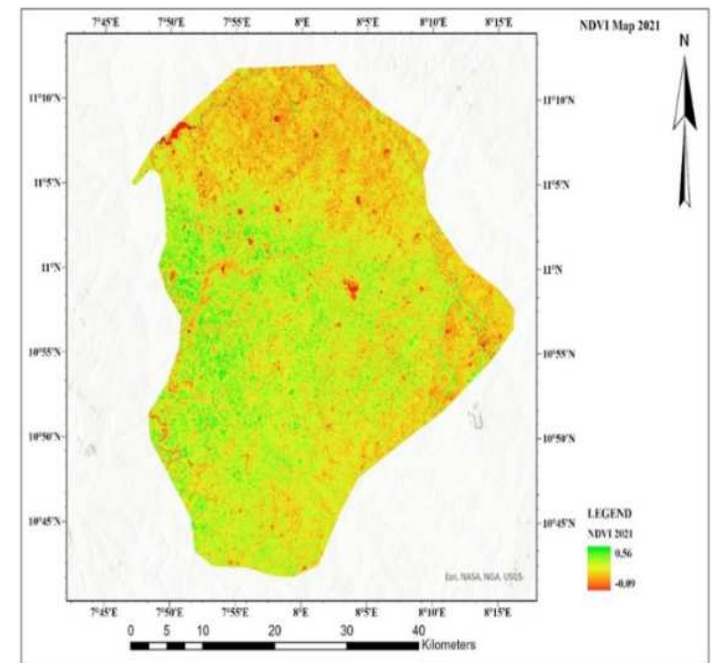 NDVI Map 2021
N
7°45'E 7°50'E 7°55'E 8°0'E 8°5'E 8°10'E 8°15'E
11°10'N 11°10'N
11°5'N 11°5'N
11°N 11°N
10°55'N 10°55'N
10°50'N 10°50'N
10°45'N 10°45'N
LEGEND
NDVI 2021
0,56
-0,09
Esri, NASA, NGA, USGS
7°45'E 7°50'E 7°55'E 8°0'E 8°5'E 8°10'E 8°15'E
0 5 10 20 30 40
Kilometers